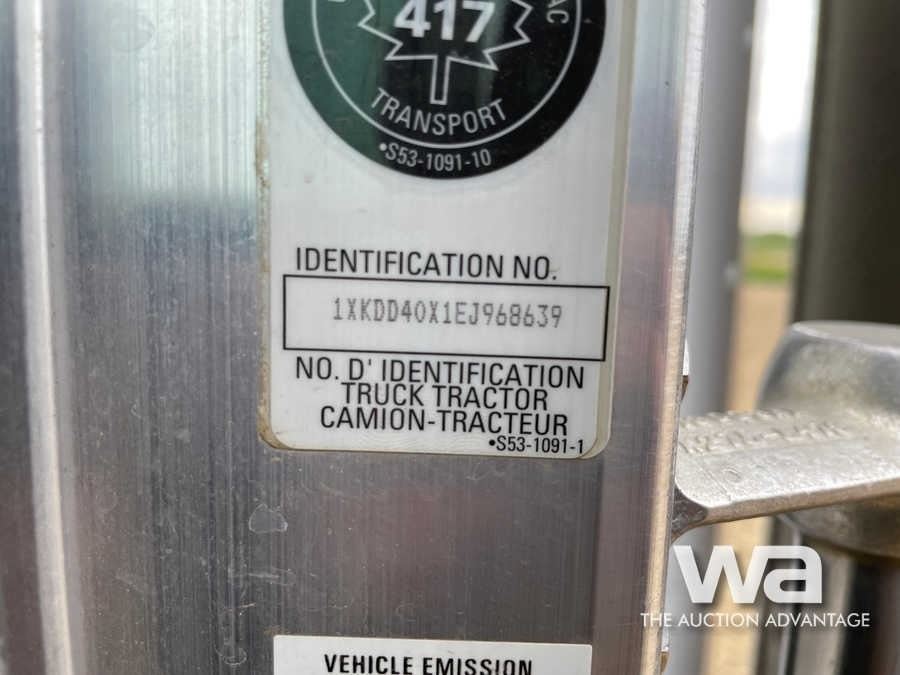 AC
417
TRANSPORT
•S53-1091-10
IDENTIFICATION NO.
1XKDD40X1EJ968639
NO. D' IDENTIFICATION
TRUCK TRACTOR
CAMION-TRACTEUR
•S53-1091-1
wa
THE AUCTION ADVANTAGE
VEHICLE EMISSION